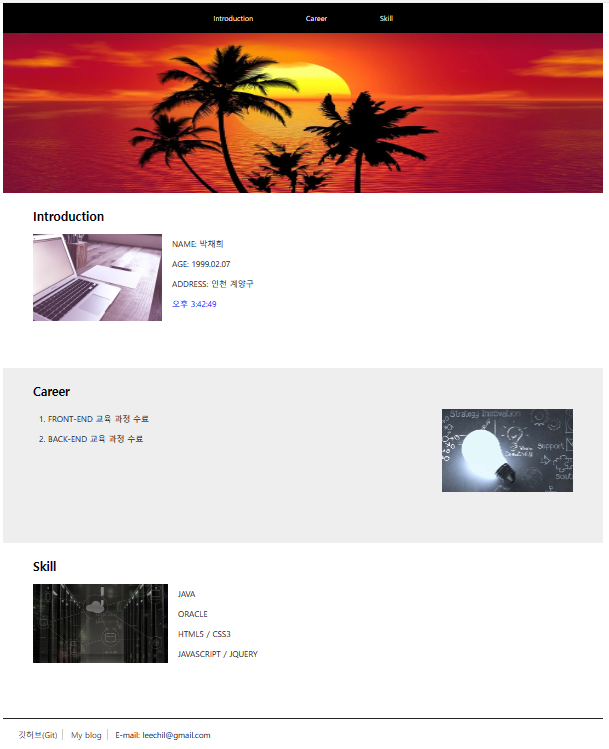 Introduction Career Skill
Introduction
NAME: 박채희
AGE: 1999.02.07
ADDRESS: 인천 계양구
오후 3:42:49
Career
1. FRONT-END 교육 과정 수료
2. BACK-END 교육 과정 수료
Strategy Innovation
Support
Skill
JAVA
ORACLE
HTML5 / CSS3
JAVASCRIPT / JQUERY
깃허브(Git) My blog E-mail: leechil@gmail.com